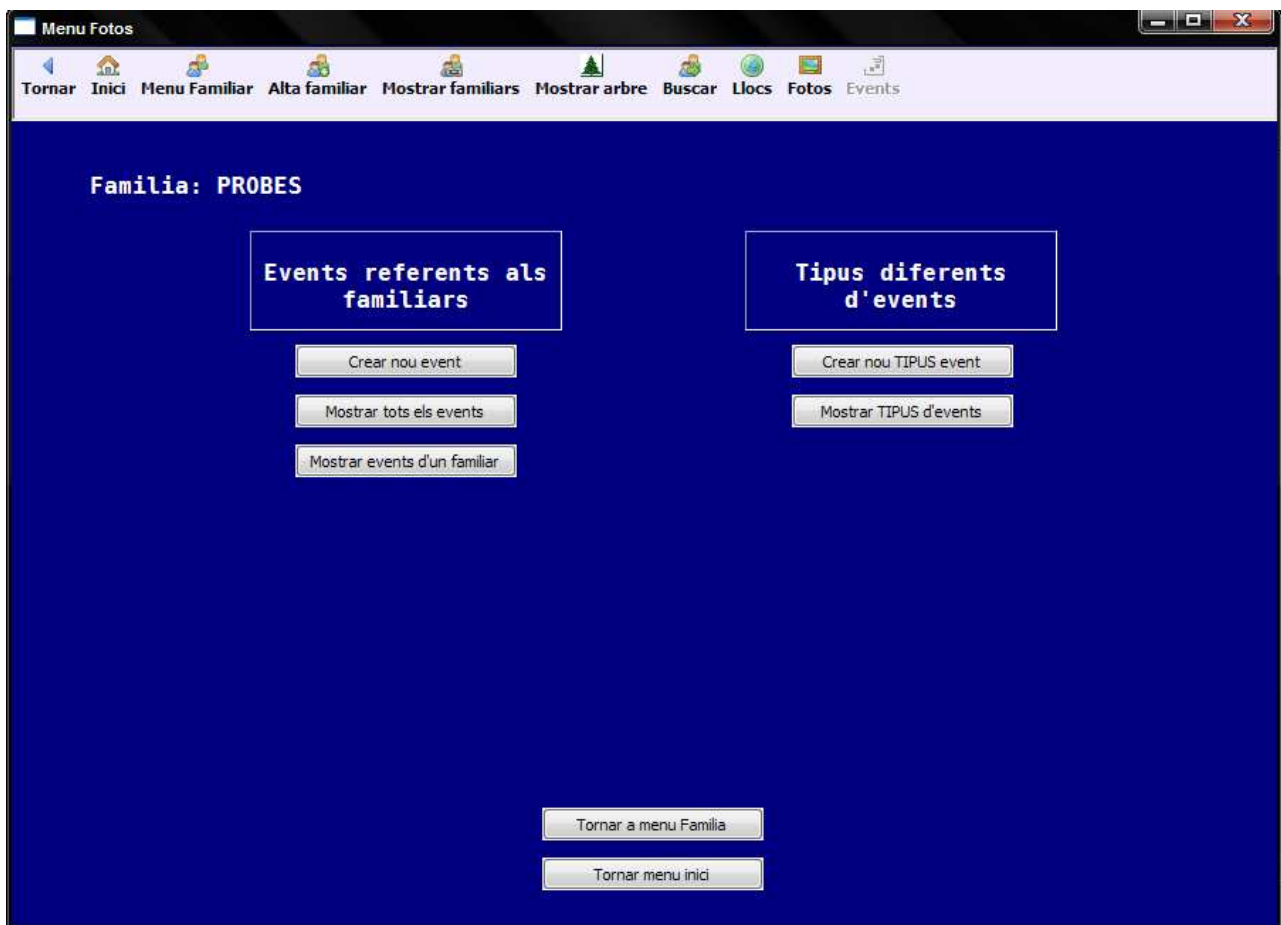 Menu Fotos
Tornar Inici Menu Familiar Alta familiar Mostrar familiars Mostrar arbre Buscar Llocs Fotos Events
Familia: PROBES
Events referents als
familiars
Tipus diferents
d'events
Crear nou event
Crear nou TIPUS event
Mostrar tots els events
Mostrar TIPUS d'events
Mostrar events d'un familiar
Tornar a menu Familia
Tornar menu inici